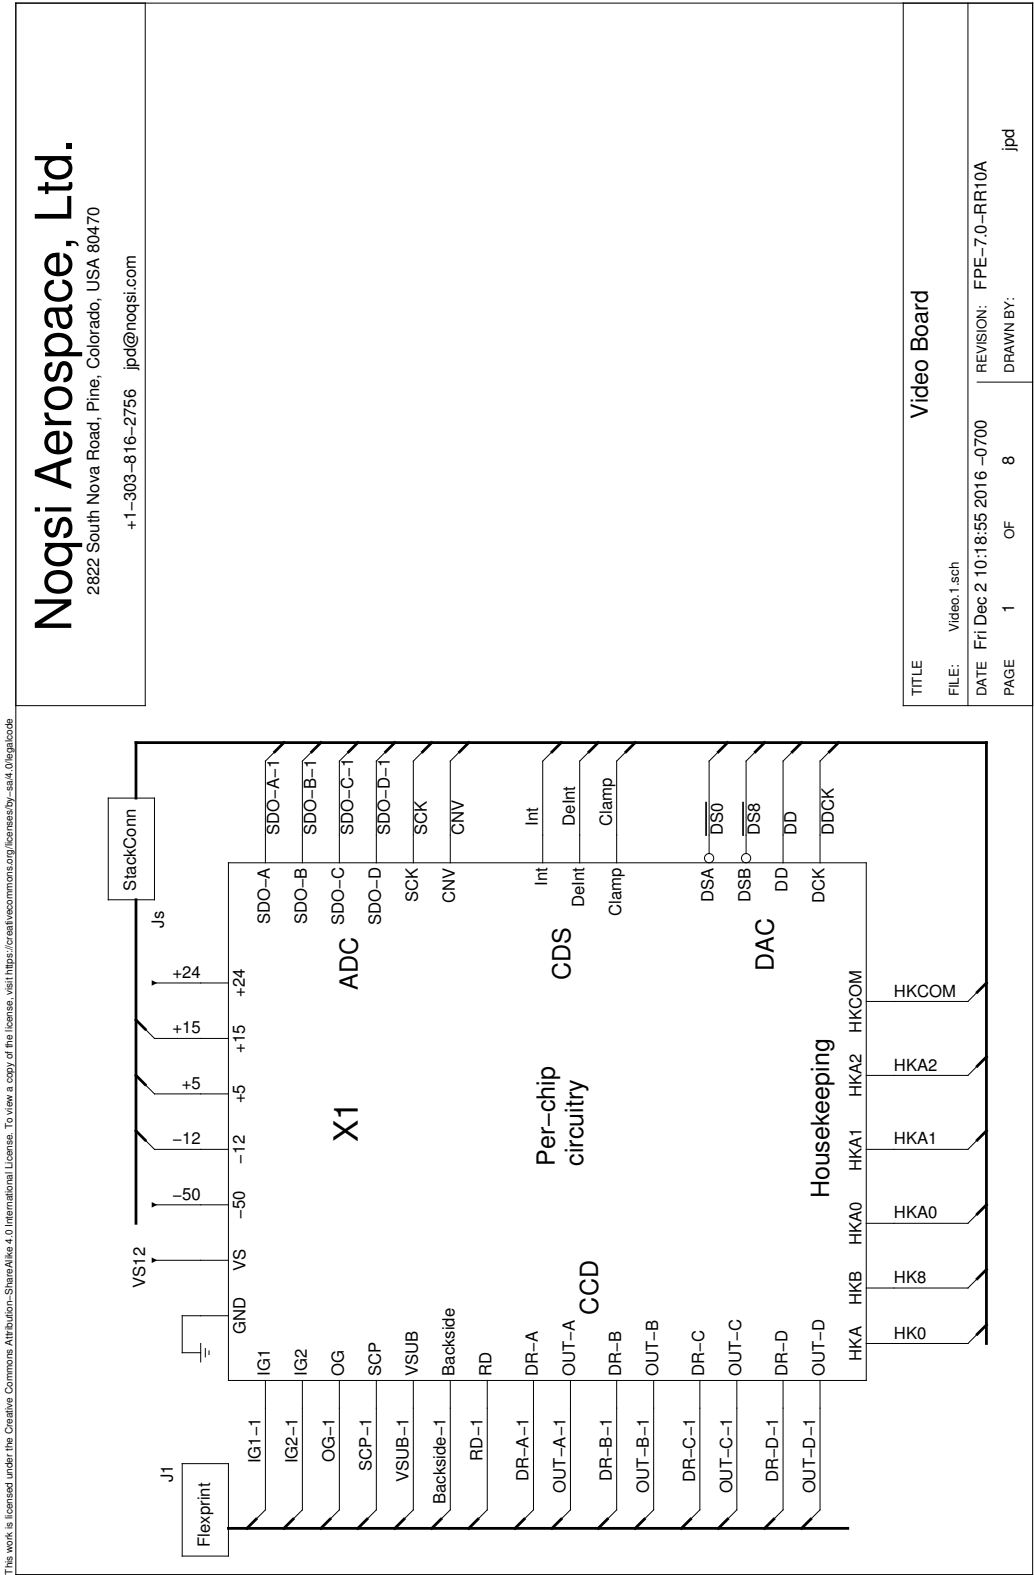 This work is licensed under the Creative Commons Attribution−ShareAlike 4.0 International License. To view a copy of the license, visit https://creativecommons.org/licenses/by−sa/4.0/legalcode
Noqsi Aerospace, Ltd.
2822 South Nova Road, Pine, Colorado, USA 80470
+1−303−816−2756 jpd@noqsi.com
J1
Flexprint
IG1−1
IG2−1
OG−1
SCP−1
VSUB−1
Backside−1
RD−1
DR−A−1
OUT−A−1
DR−B−1
OUT−B−1
DR−C−1
OUT−C−1
DR−D−1
OUT−D−1
IG1
IG2
OG
SCP
VSUB
Backside
RD
DR−A
OUT−A
DR−B
OUT−B
DR−C
OUT−C
DR−D
OUT−D
CCD
VS12
−50
−12
+5
+15
+24
GND
VS
−50
−12
+5
+15
+24
Js
StackConn
X1
Per−chip
circuitry
ADC
CDS
DAC
Housekeeping
SDO−A
SDO−B
SDO−C
SDO−D
SCK
CNV
Int
DeInt
Clamp
DSA
DSB
DD
DCK
SDO−A−1
SDO−B−1
SDO−C−1
SDO−D−1
SCK
CNV
Int
DeInt
Clamp
DS0
DS8
DD
DDCK
HKA
HKB
HKA0
HKA1
HKA2
HKCOM
HK0
HK8
HKA0
HKA1
HKA2
HKCOM
TITLE
Video Board
FILE: Video.1.sch
DATE Fri Dec 2 10:18:55 2016 −0700
REVISION: FPE−7.0−RR10A
PAGE 1 OF 8
DRAWN BY: jpd